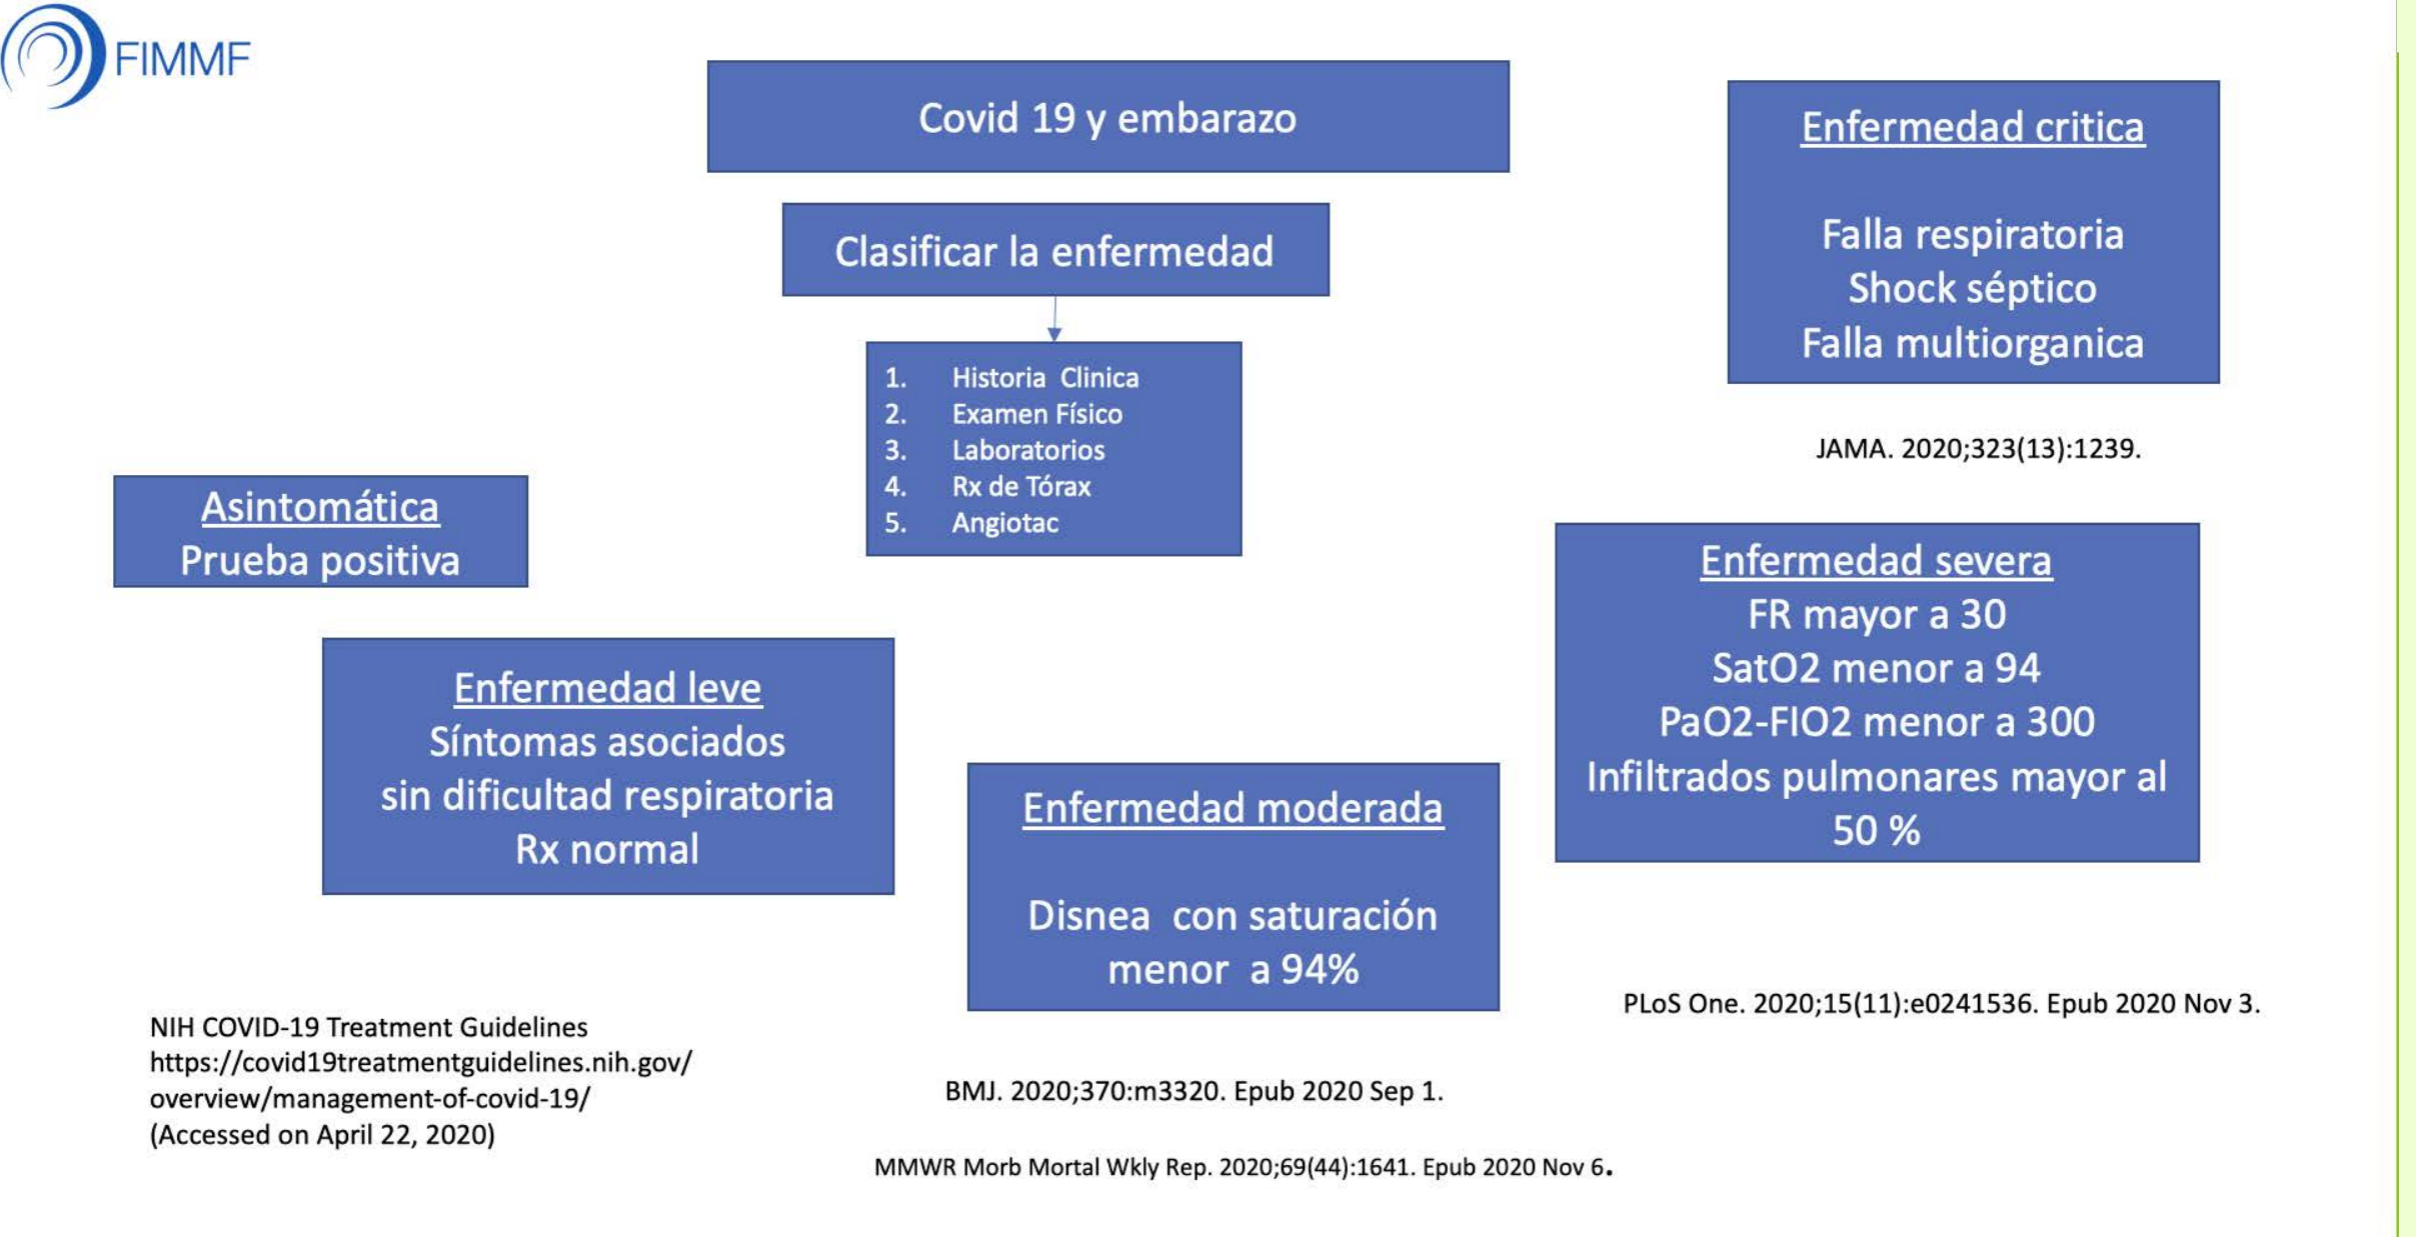 FIMMF
Covid 19 y embarazo
Clasificar la enfermedad
1. Historia Clinica
2. Examen Físico
3. Laboratorios
4. Rx de Tórax
5. Angiotac
Asintomática
Prueba positiva
Enfermedad leve
Síntomas asociados
sin dificultad respiratoria
Rx normal
Enfermedad moderada
Disnea con saturación
menor a 94%
Enfermedad severa
FR mayor a 30
SatO2 menor a 94
PaO2-FIO2 menor a 300
Infiltrados pulmonares mayor al
50 %
Enfermedad critica
Falla respiratoria
Shock séptico
Falla multiorganica
JAMA. 2020;323(13):1239.
PLoS One. 2020;15(11):e0241536. Epub 2020 Nov 3.
NIH COVID-19 Treatment Guidelines
https://covid19treatmentguidelines.nih.gov/
overview/management-of-covid-19/
(Accessed on April 22, 2020)
BMJ. 2020;370:m3320. Epub 2020 Sep 1.
MMWR Morb Mortal Wkly Rep. 2020;69(44):1641. Epub 2020 Nov 6.